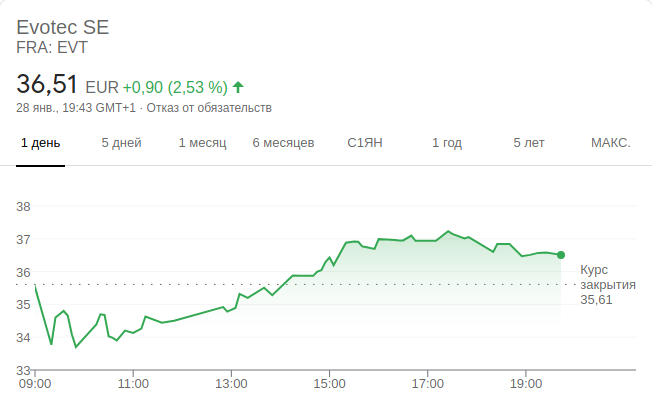 Evotec SE
FRA: EVT
36,51 EUR +0,90 (2,53 %)
28 янв., 19:43 GMT+1 · Отказ от обязательств
1 день 5 дней 1 месяц 6 месяцев С1ЯН 1 год 5 лет МАКС.
38
37
36
35
34
33
Курс
закрытия
35,61
09:00 11:00 13:00 15:00 17:00 19:00